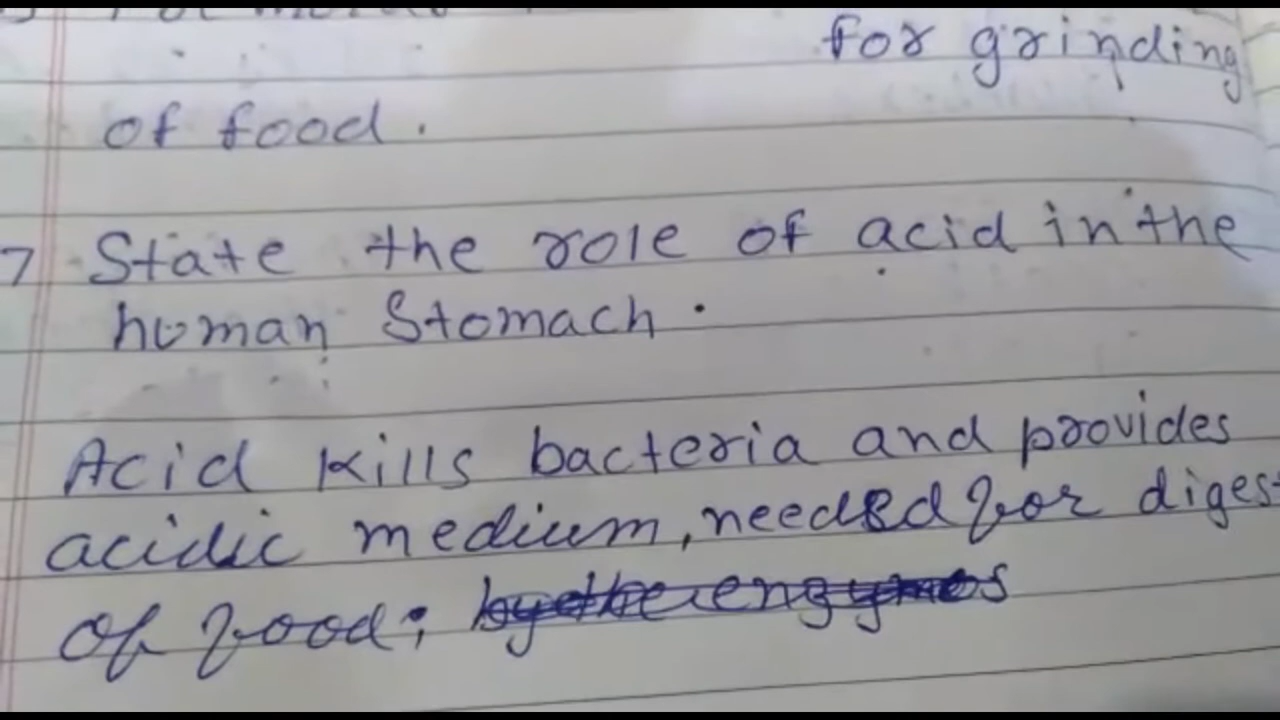 for grinding
of food.
7 State the role of acid in the
human Stomach.
Acid kills bacteria and provides
acidic medium, needed for diges
of food;